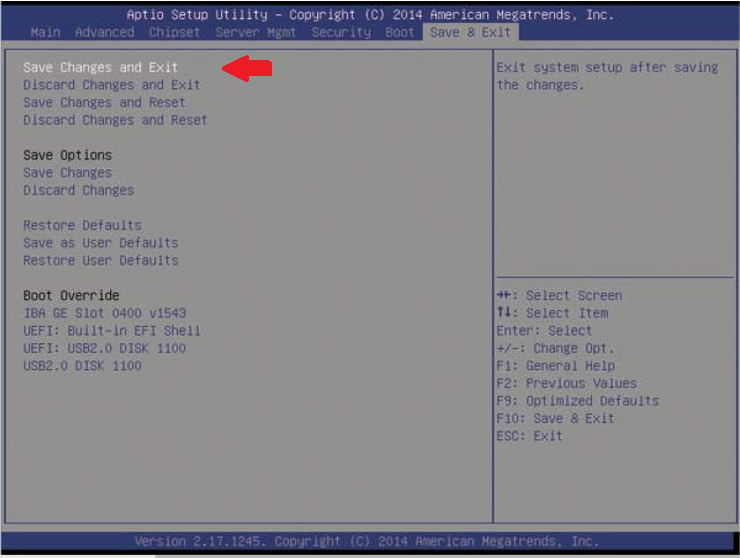 Aptio Setup Utility – Copyright (C) 2014 American Megatrends, Inc.
Main Advanced Chipset Server Mgmt Security Boot Save & Exit
Save Changes and Exit
Discard Changes and Exit
Save Changes and Reset
Discard Changes and Reset
Save Options
Save Changes
Discard Changes
Restore Defaults
Save as User Defaults
Restore User Defaults
Boot Override
IBA GE Slot 0400 v1543
UEFI: Built-in EFI Shell
UEFI: USB2.0 DISK 1100
USB2.0 DISK 1100
Exit system setup after saving
the changes.
→←: Select Screen
↑↓: Select Item
Enter: Select
+/-: Change Opt.
F1: General Help
F2: Previous Values
F9: Optimized Defaults
F10: Save & Exit
ESC: Exit
Version 2.17.1245. Copyright (C) 2014 American Megatrends, Inc.